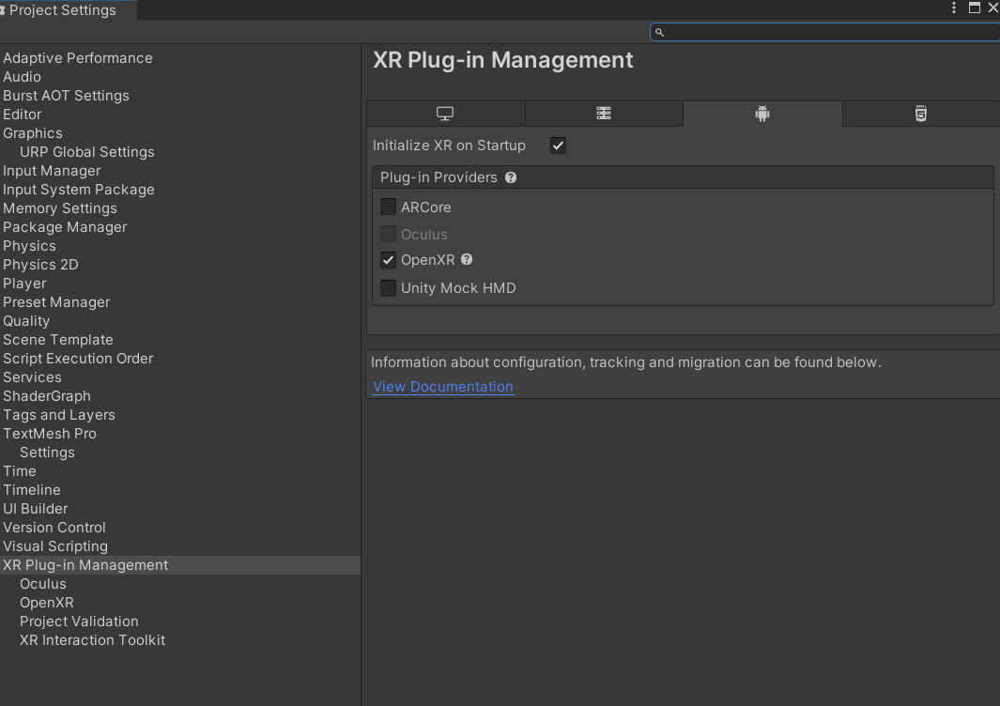 Project Settings
Adaptive Performance
Audio
Burst AOT Settings
Editor
Graphics
URP Global Settings
Input Manager
Input System Package
Memory Settings
Package Manager
Physics
Physics 2D
Player
Preset Manager
Quality
Scene Template
Script Execution Order
Services
ShaderGraph
Tags and Layers
TextMesh Pro
Settings
Time
Timeline
UI Builder
Version Control
Visual Scripting
XR Plug-in Management
Oculus
OpenXR
Project Validation
XR Interaction Toolkit
XR Plug-in Management
HTML
5
Initialize XR on Startup
Plug-in Providers ?
ARCore
Oculus
OpenXR ?
Unity Mock HMD
Information about configuration, tracking and migration can be found below.
View Documentation